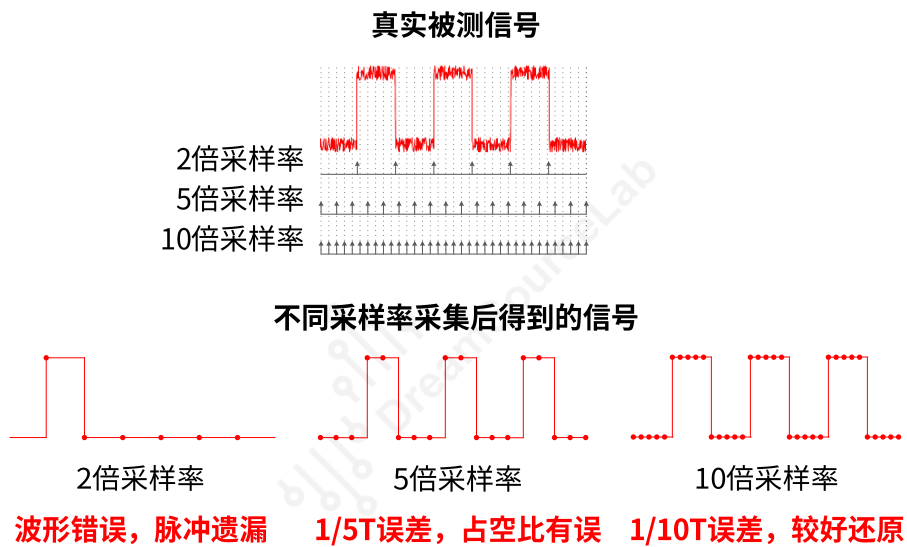 真实被测信号
2倍采样率
5倍采样率
10倍采样率
不同采样率采集后得到的信号
2倍采样率
5倍采样率
10倍采样率
波形错误，脉冲遗漏
1/5T误差，占空比有误
1/10T误差，较好还原
DreamSourceLab